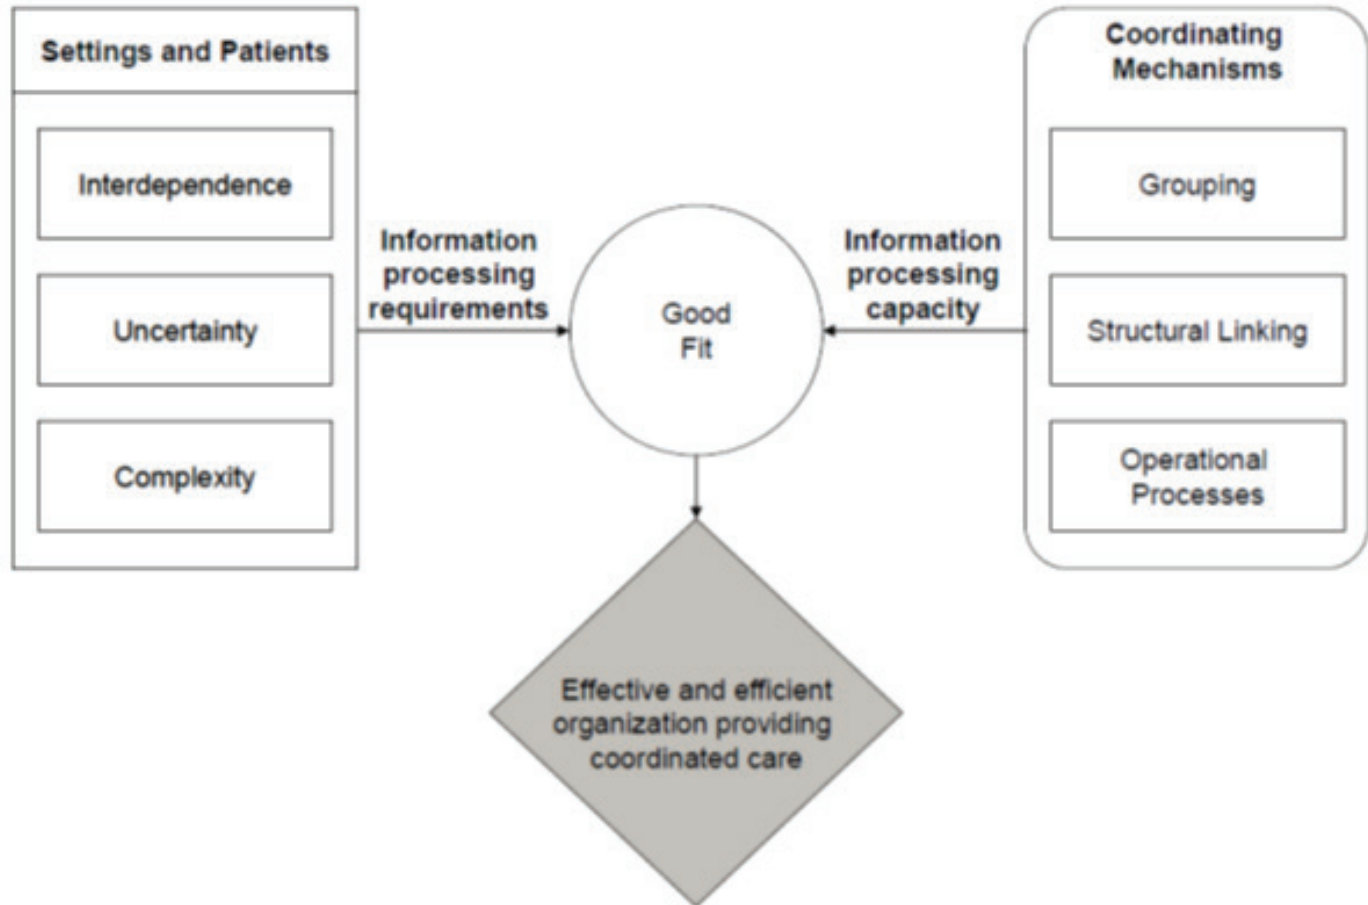 Settings and Patients
Interdependence
Uncertainty
Complexity
Information
processing
requirements
Good
Fit
Information
processing
capacity
Coordinating
Mechanisms
Grouping
Structural Linking
Operational
Processes
Effective and efficient
organization providing
coordinated care